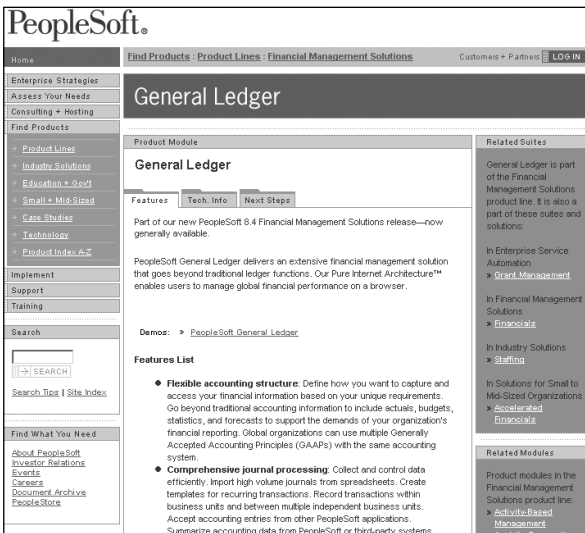 PeopleSoft®
Home
Find Products : Product Lines : Financial Management Solutions
Customers + Partners LOG IN
Enterprise Strategies
Assess Your Needs
Consulting + Hosting
Find Products
Product Lines
Industry Solutions
Education + Gov't
Small + Mid-Sized
Case Studies
Technology
Product Index A-Z
Implement
Support
Training
Search
SEARCH
Search Tips | Site Index
Find What You Need
About PeopleSoft
Investor Relations
Events
Careers
Document Archive
PeopleStore
General Ledger
Product Module
General Ledger
Features Tech. Info Next Steps
Part of our new PeopleSoft 8.4 Financial Management Solutions release—now
generally available.
PeopleSoft General Ledger delivers an extensive financial management solution
that goes beyond traditional ledger functions. Our Pure Internet Architecture™
enables users to manage global financial performance on a browser.
Demos: » PeopleSoft General Ledger
Features List
● Flexible accounting structure: Define how you want to capture and
access your financial information based on your unique requirements.
Go beyond traditional accounting information to include actuals, budgets,
statistics, and forecasts to support the demands of your organization's
financial reporting. Global organizations can use multiple Generally
Accepted Accounting Principles (GAAPs) with the same accounting
system.
● Comprehensive journal processing: Collect and control data
efficiently. Import high volume journals from spreadsheets. Create
templates for recurring transactions. Record transactions within
business units and between multiple independent business units.
Accept accounting entries from other PeopleSoft applications.
Summarize accounting data from PeopleSoft or third-party systems
Related Suites
General Ledger is part
of the Financial
Management Solutions
product line. It is also a
part of these suites and
solutions:
In Enterprise Service
Automation
» Grant Management
In Financial Management
Solutions
» Financials
In Industry Solutions
» Staffing
In Solutions for Small to
Mid-Sized Organizations
» Accelerated
Financials
Related Modules
Product modules in the
Financial Management
Solutions product line:
» Activity-Based
Management